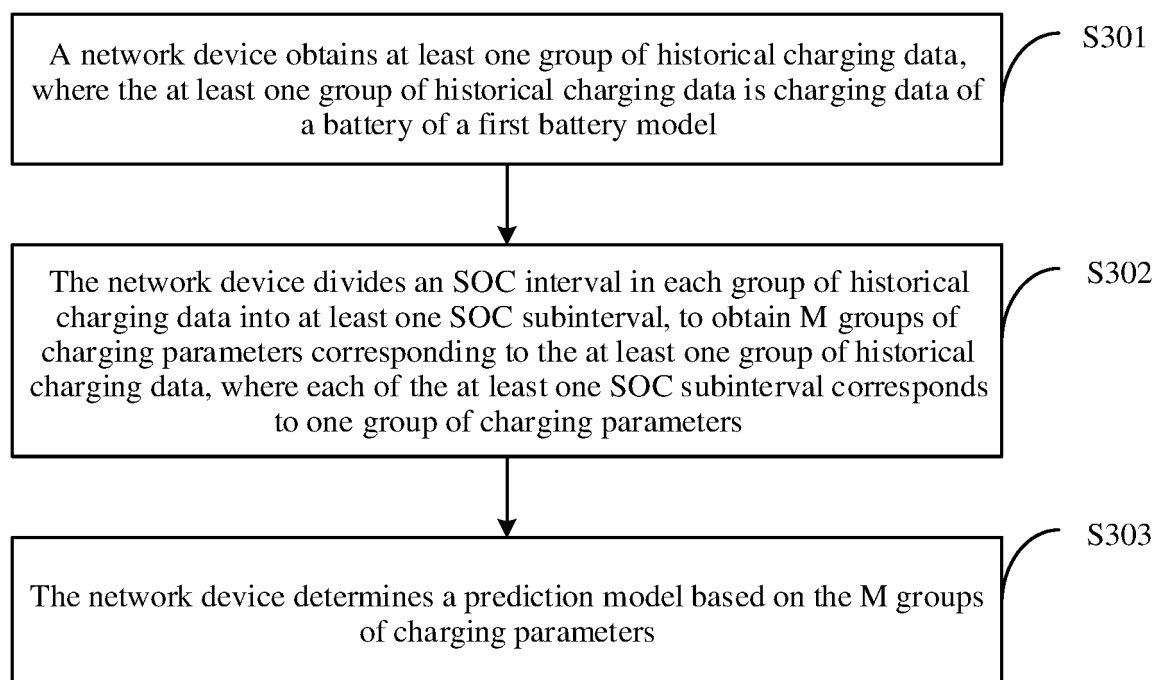 A network device obtains at least one group of historical charging data,
where the at least one group of historical charging data is charging data of
a battery of a first battery model
S301
The network device divides an SOC interval in each group of historical
charging data into at least one SOC subinterval, to obtain M groups of
charging parameters corresponding to the at least one group of historical
charging data, where each of the at least one SOC subinterval corresponds
to one group of charging parameters
S302
The network device determines a prediction model based on the M groups
of charging parameters
S303